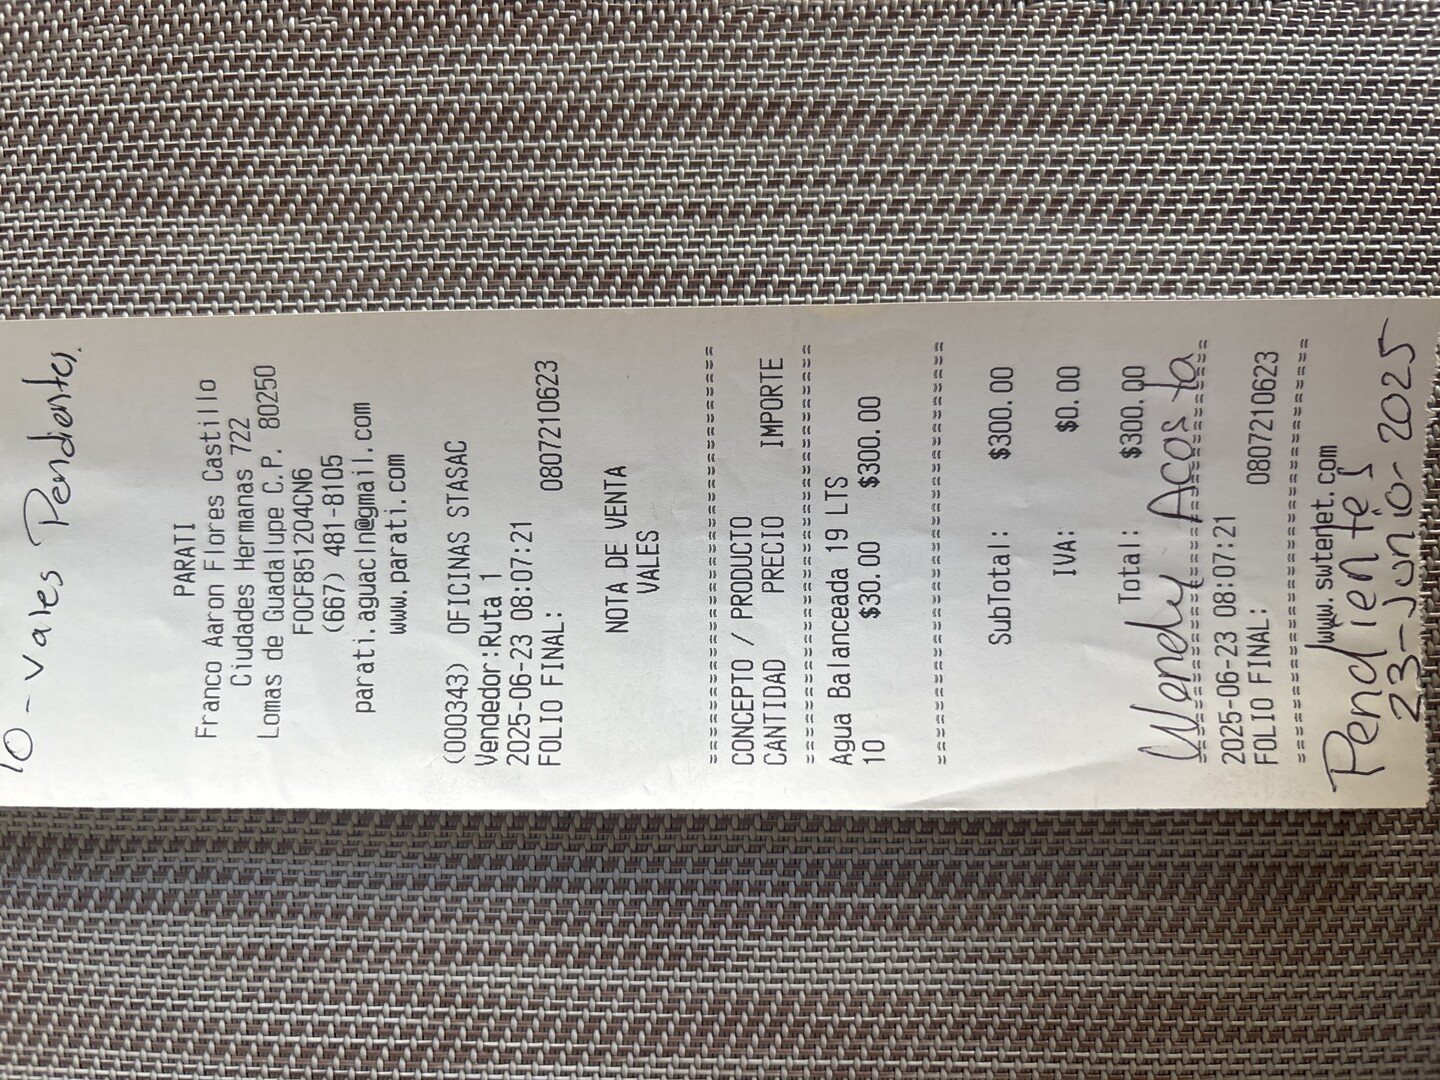 10 - vales Pendientes.
PARATI
Franco Aaron Flores Castillo
Ciudades Hermanas 722
Lomas de Guadalupe C.P. 80250
FOCF851204CN6
(667) 481-8105
parati.aguacln@gmail.com
www.parati.com
(000343) OFICINAS STASAC
Vendedor:Ruta 1
2025-06-23 08:07:21
FOLIO FINAL: 08072210623
NOTA DE VENTA
VALES
================================
CONCEPTO / PRODUCTO
CANTIDAD PRECIO IMPORTE
================================
Agua Balanceada 19 LTS
10 $30.00 $300.00
================================
SubTotal: $300.00
IVA: $0.00
Total: $300.00
Wendy Acosta
================================
2025-06-23 08:07:21
FOLIO FINAL: 08072210623
================================
www.swternet.com
Pendientes
23-Junio-2025